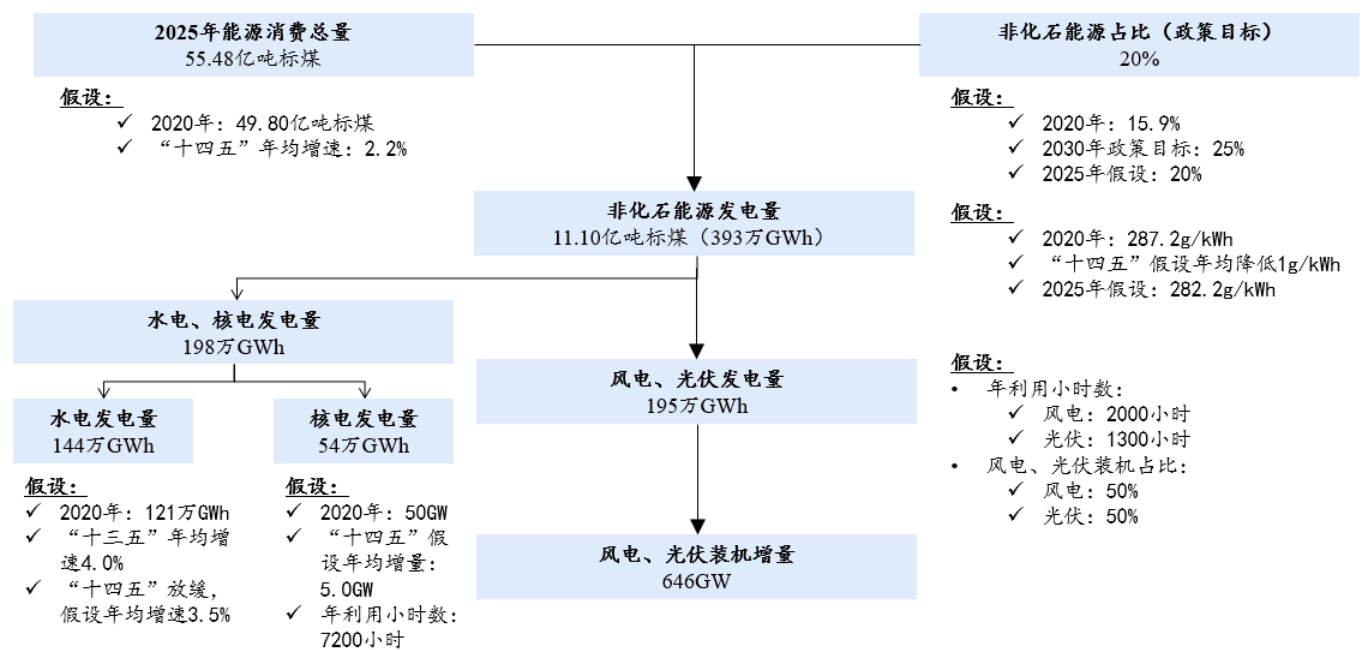 2025年能源消费总量
55.48亿吨标煤
假设：
✓ 2020年：49.80亿吨标煤
✓ “十四五”年均增速：2.2%
非化石能源占比（政策目标）
20%
假设：
✓ 2020年：15.9%
✓ 2030年政策目标：25%
✓ 2025年假设：20%
非化石能源发电量
11.10亿吨标煤（393万GWh）
假设：
✓ 2020年：287.2g/kWh
✓ “十四五”假设年均降低1g/kWh
✓ 2025年假设：282.2g/kWh
水电、核电发电量
198万GWh
风电、光伏发电量
195万GWh
假设：
• 年利用小时数：
✓ 风电：2000小时
✓ 光伏：1300小时
• 风电、光伏装机占比：
✓ 风电：50%
✓ 光伏：50%
水电发电量
144万GWh
假设：
✓ 2020年：121万GWh
✓ “十三五”年均增
速4.0%
✓ “十四五”放缓，
假设年均增速3.5%
核电发电量
54万GWh
假设：
✓ 2020年：50GW
✓ “十四五”假
设年均增量：
5.0GW
✓ 年利用小时数：
7200小时
风电、光伏装机增量
646GW